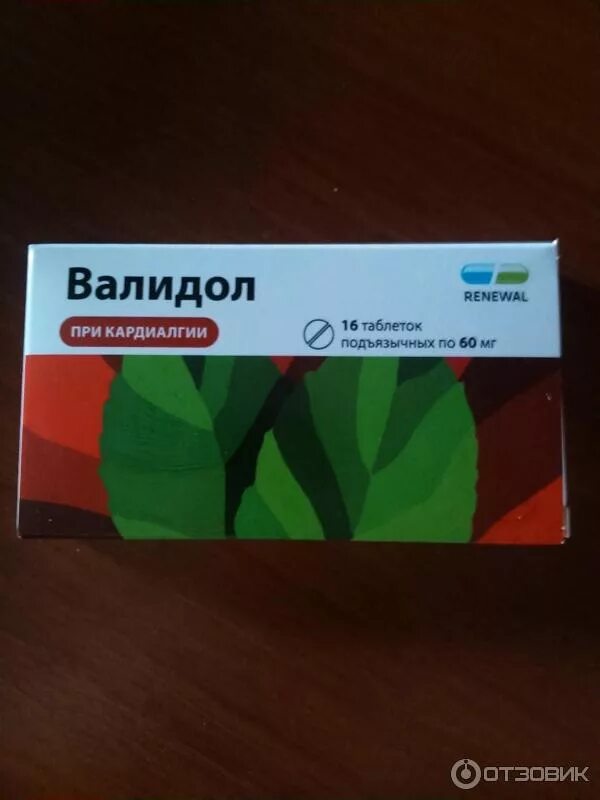 Валидол
ПРИ КАРДИАЛГИИ
RENEWAL
16 таблеток
подъязычных по 60 мг
ОТЗОВИК